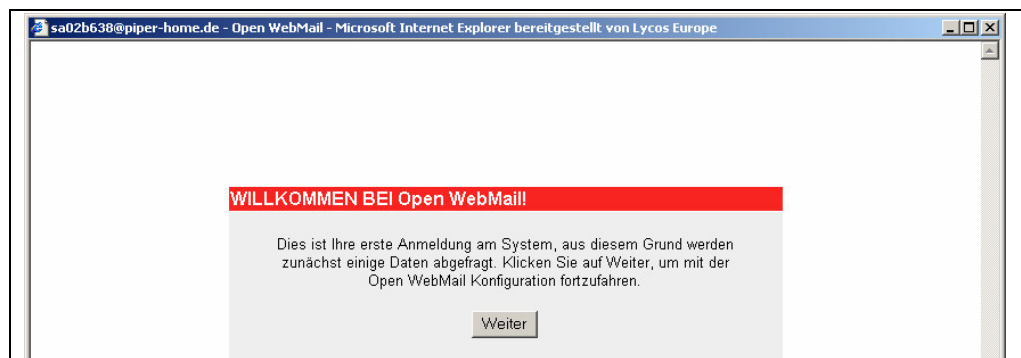 sa02b638@piper-home.de - Open WebMail - Microsoft Internet Explorer bereitgestellt von Lycos Europe
WILLKOMMEN BEI Open WebMail!
Dies ist Ihre erste Anmeldung am System, aus diesem Grund werden
zunächst einige Daten abgefragt. Klicken Sie auf Weiter, um mit der
Open WebMail Konfiguration fortzufahren.
Weiter